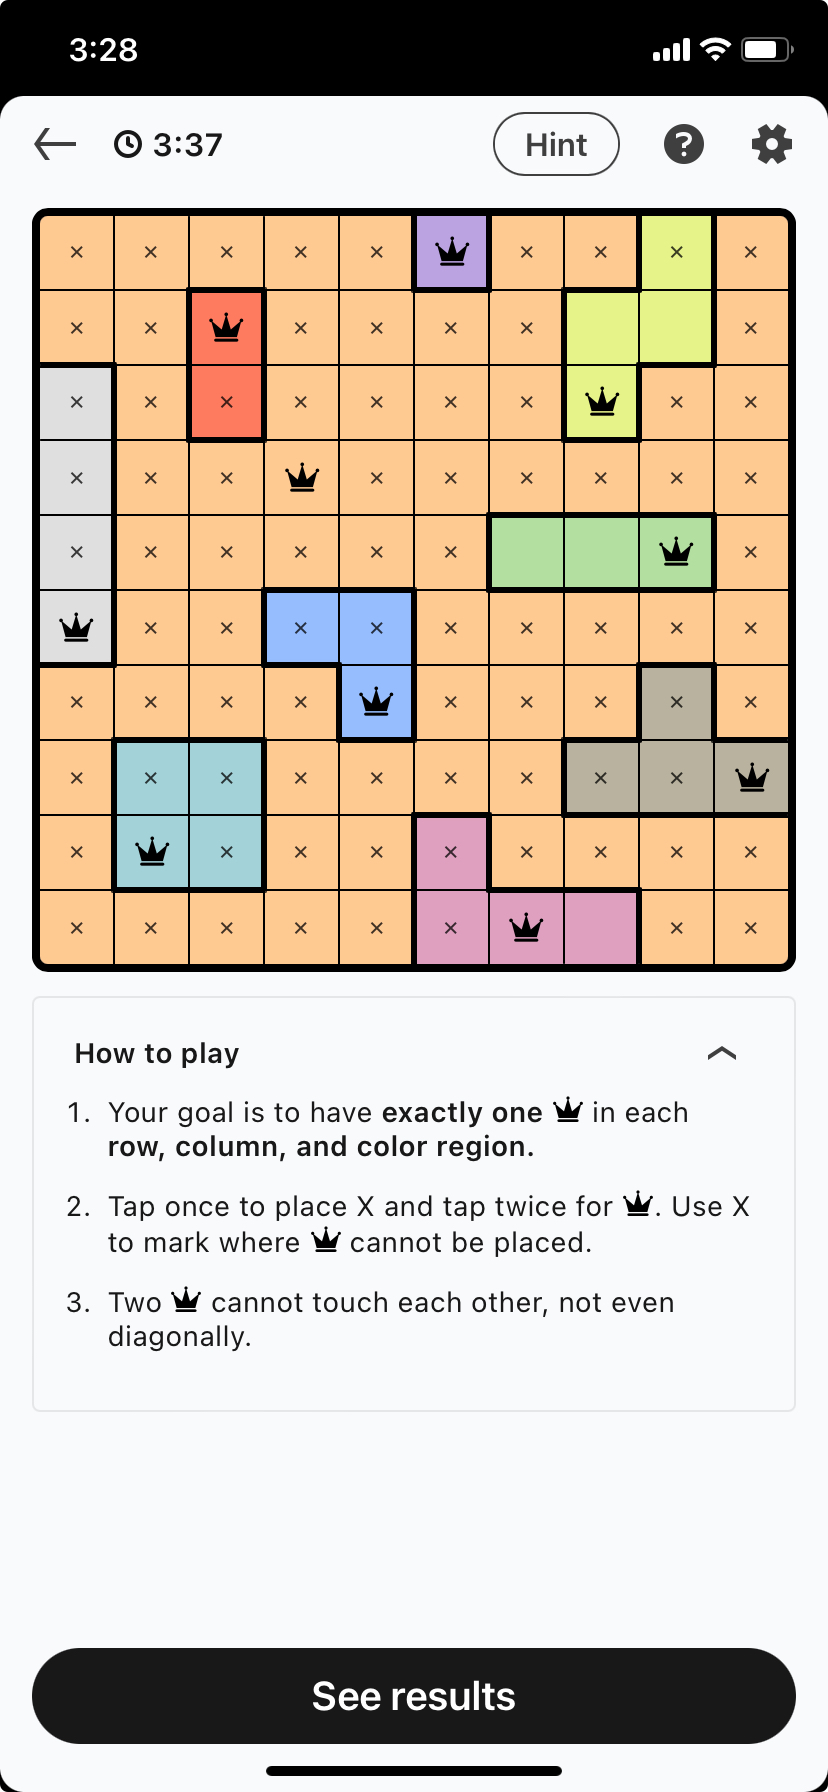 3:28
3:37
Hint
?
How to play
1. Your goal is to have exactly one in each
row, column, and color region.
2. Tap once to place X and tap twice for . Use X
to mark where cannot be placed.
3. Two cannot touch each other, not even
diagonally.
See results